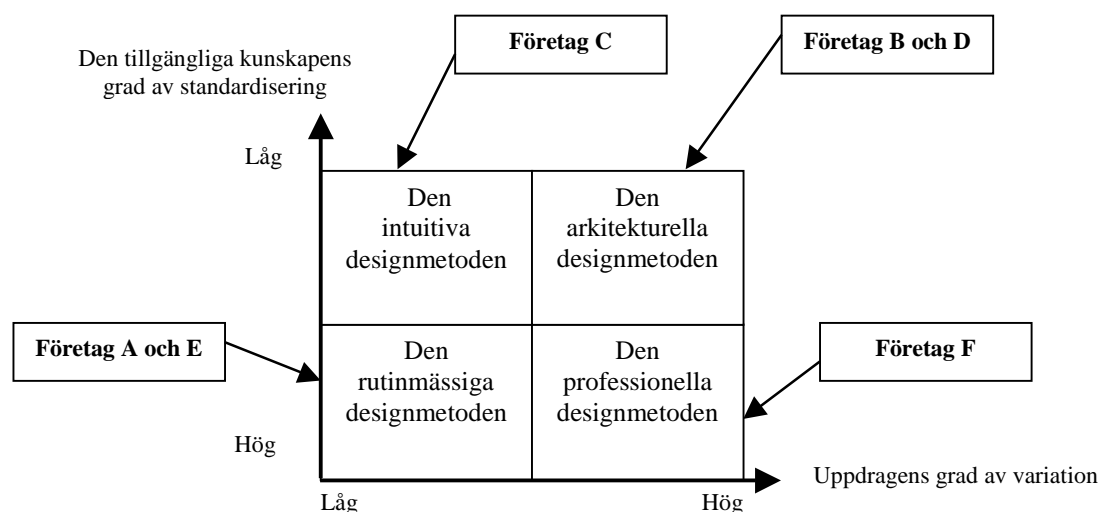 Företag C
Företag B och D
Den tillgängliga kunskapens
grad av standardisering
Låg
Den
intuitiva
designmetoden
Den
arkitekturella
designmetoden
Företag A och E
Den
rutinmässiga
designmetoden
Den
professionella
designmetoden
Företag F
Hög
Uppdragens grad av variation
Låg
Hög